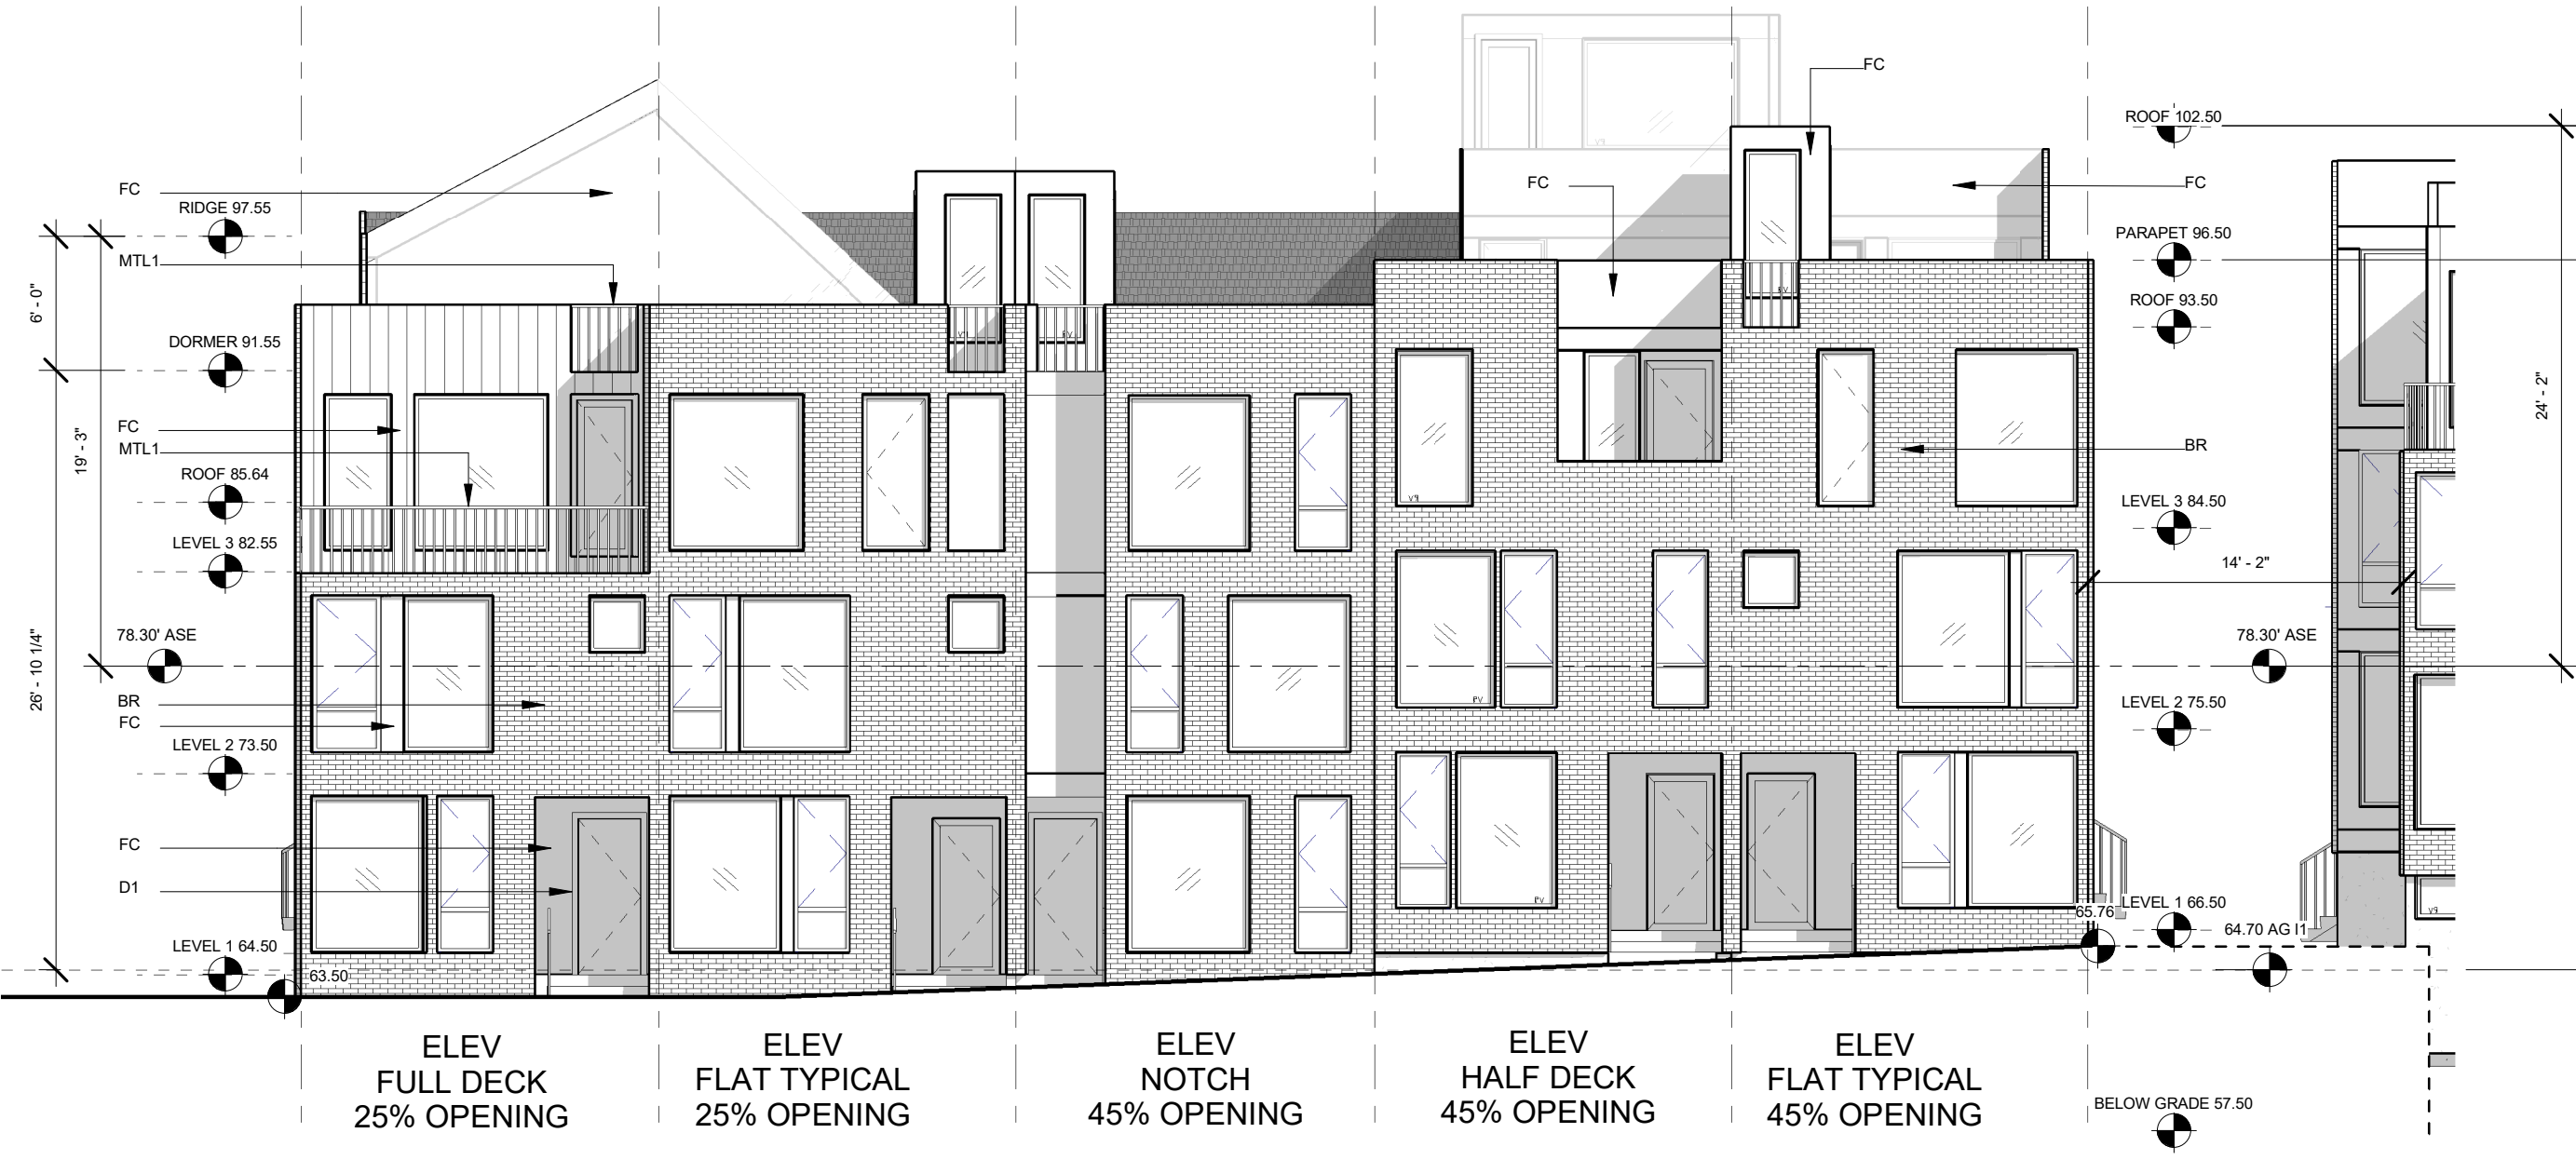 FC
ROOF 102.50
FC
RIDGE 97.55
MTL1
FC
FC
PARAPET 96.50
ROOF 93.50
6' - 0"
DORMER 91.55
FC
MTL1
19' - 3"
ROOF 85.64
LEVEL 3 82.55
24' - 2"
BR
LEVEL 3 84.50
14' - 2"
78.30' ASE
78.30' ASE
26' - 10 1/4"
BR
FC
LEVEL 2 73.50
LEVEL 2 75.50
FC
D1
LEVEL 1 64.50
63.50
65.76
LEVEL 1 66.50
64.70 AG I1
ELEV
FULL DECK
25% OPENING
ELEV
FLAT TYPICAL
25% OPENING
ELEV
NOTCH
45% OPENING
ELEV
HALF DECK
45% OPENING
ELEV
FLAT TYPICAL
45% OPENING
BELOW GRADE 57.50